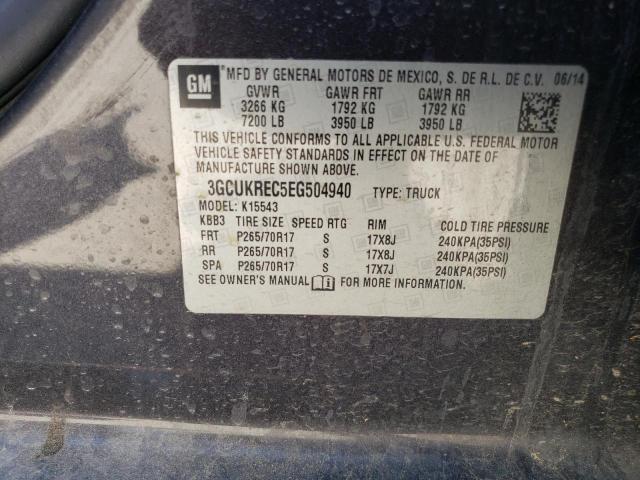 GM
MFD BY GENERAL MOTORS DE MEXICO, S. DE R.L. DE C.V. 06/14
GVWR GAWR FRT GAWR RR
3266 KG 1792 KG 1792 KG
7200 LB 3950 LB 3950 LB
THIS VEHICLE CONFORMS TO ALL APPLICABLE U.S. FEDERAL MOTOR
VEHICLE SAFETY STANDARDS IN EFFECT ON THE DATE OF
MANUFACTURE SHOWN ABOVE.
3GCUKREC5EG504940 TYPE: TRUCK
MODEL: K15543
KBB3 TIRE SIZE SPEED RTG RIM COLD TIRE PRESSURE
FRT P265/70R17 S 17X8J 240KPA(35PSI)
RR P265/70R17 S 17X8J 240KPA(35PSI)
SPA P265/70R17 S 17X7J 240KPA(35PSI)
SEE OWNER'S MANUAL FOR MORE INFORMATION.